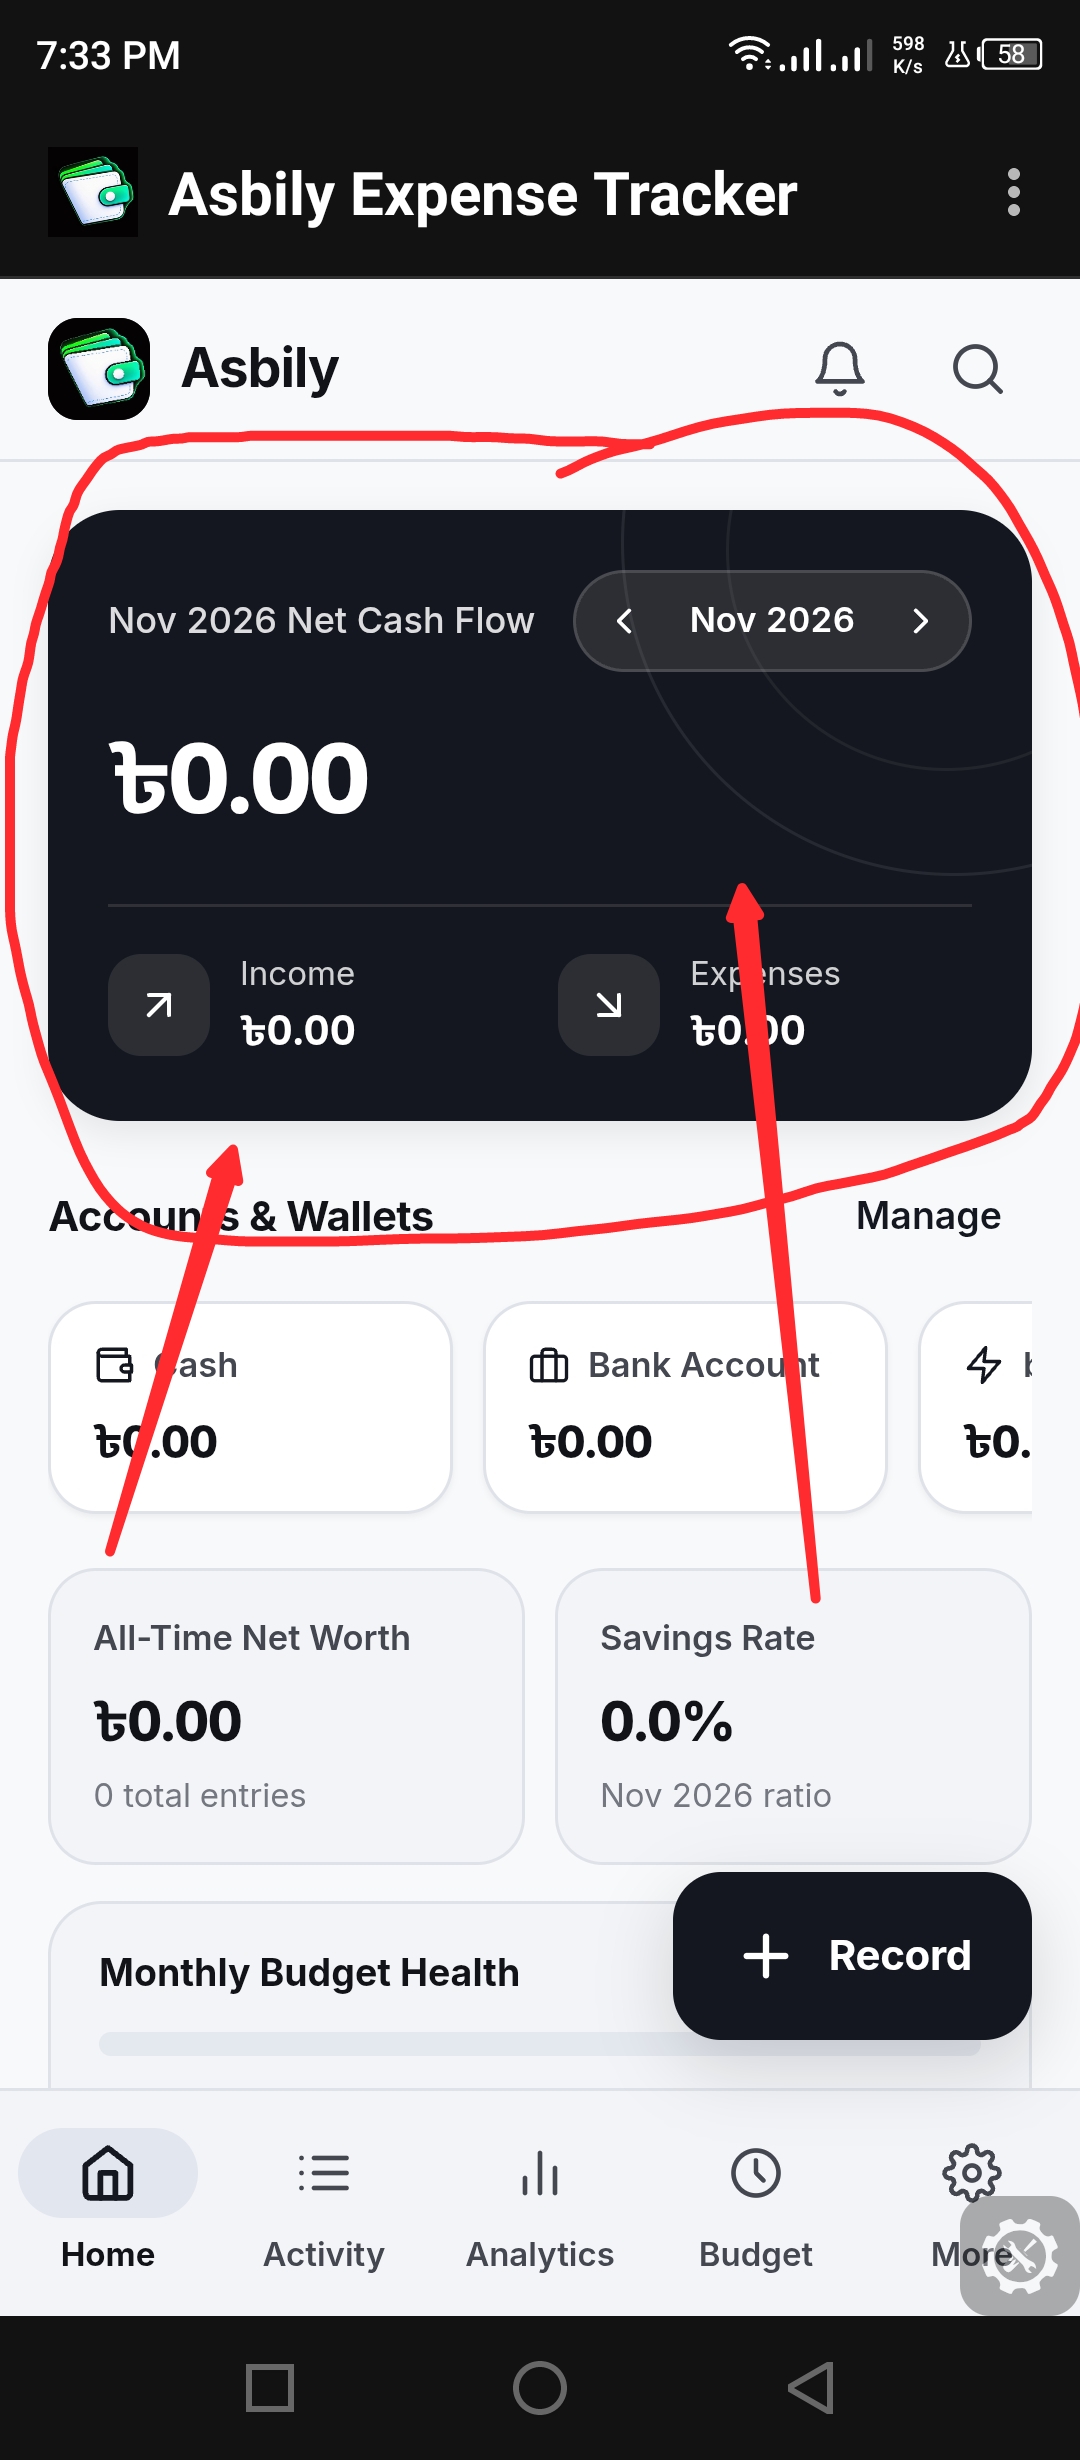 7:33 PM
598
K/s
58
Asbily Expense Tracker
Asbily
Nov 2026 Net Cash Flow
Nov 2026
৳0.00
Income
৳0.00
Expenses
৳0.00
Accounts & Wallets
Manage
Cash
৳0.00
Bank Account
৳0.00
৳0.
All-Time Net Worth
৳0.00
0 total entries
Savings Rate
0.0%
Nov 2026 ratio
Monthly Budget Health
Record
Home
Activity
Analytics
Budget
More